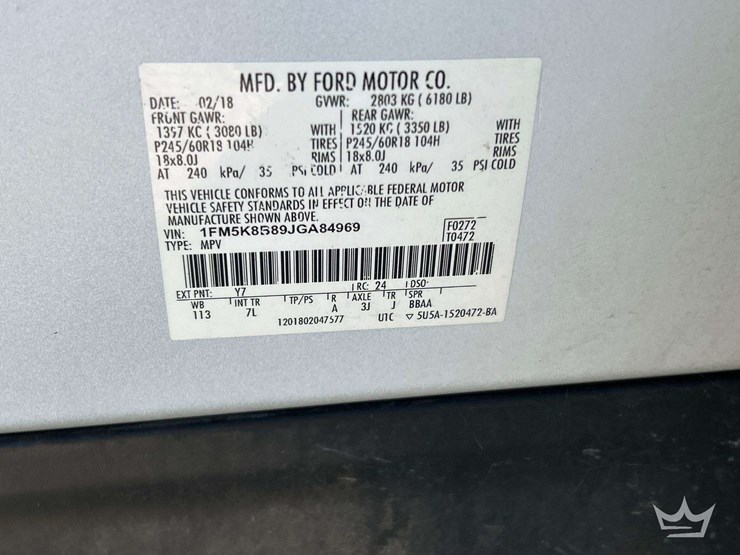 MFD. BY FORD MOTOR CO.
DATE: 02/18 GVWR: 2803 KG ( 6180 LB)
FRONT GAWR: REAR GAWR:
1397 KG ( 3080 LB) WITH 1520 KG ( 3350 LB) WITH
P245/60R18 104H TIRES P245/60R18 104H TIRES
18x8.0J RIMS 18x8.0J RIMS
AT 240 kPa/ 35 PSI COLD AT 240 kPa/ 35 PSI COLD
THIS VEHICLE CONFORMS TO ALL APPLICABLE FEDERAL MOTOR
VEHICLE SAFETY STANDARDS IN EFFECT ON THE DATE OF
MANUFACTURE SHOWN ABOVE.
VIN: 1FM5K8B89JGA84969 F0272
TYPE: MPV T0472
EXT PNT: Y7 RC: 24 DSO:
WB INT TR TP/PS R AXLE TR SPR
113 7L A 3J J BBAA
1201802047577 UTC ▽ 5U5A-1520472-BA